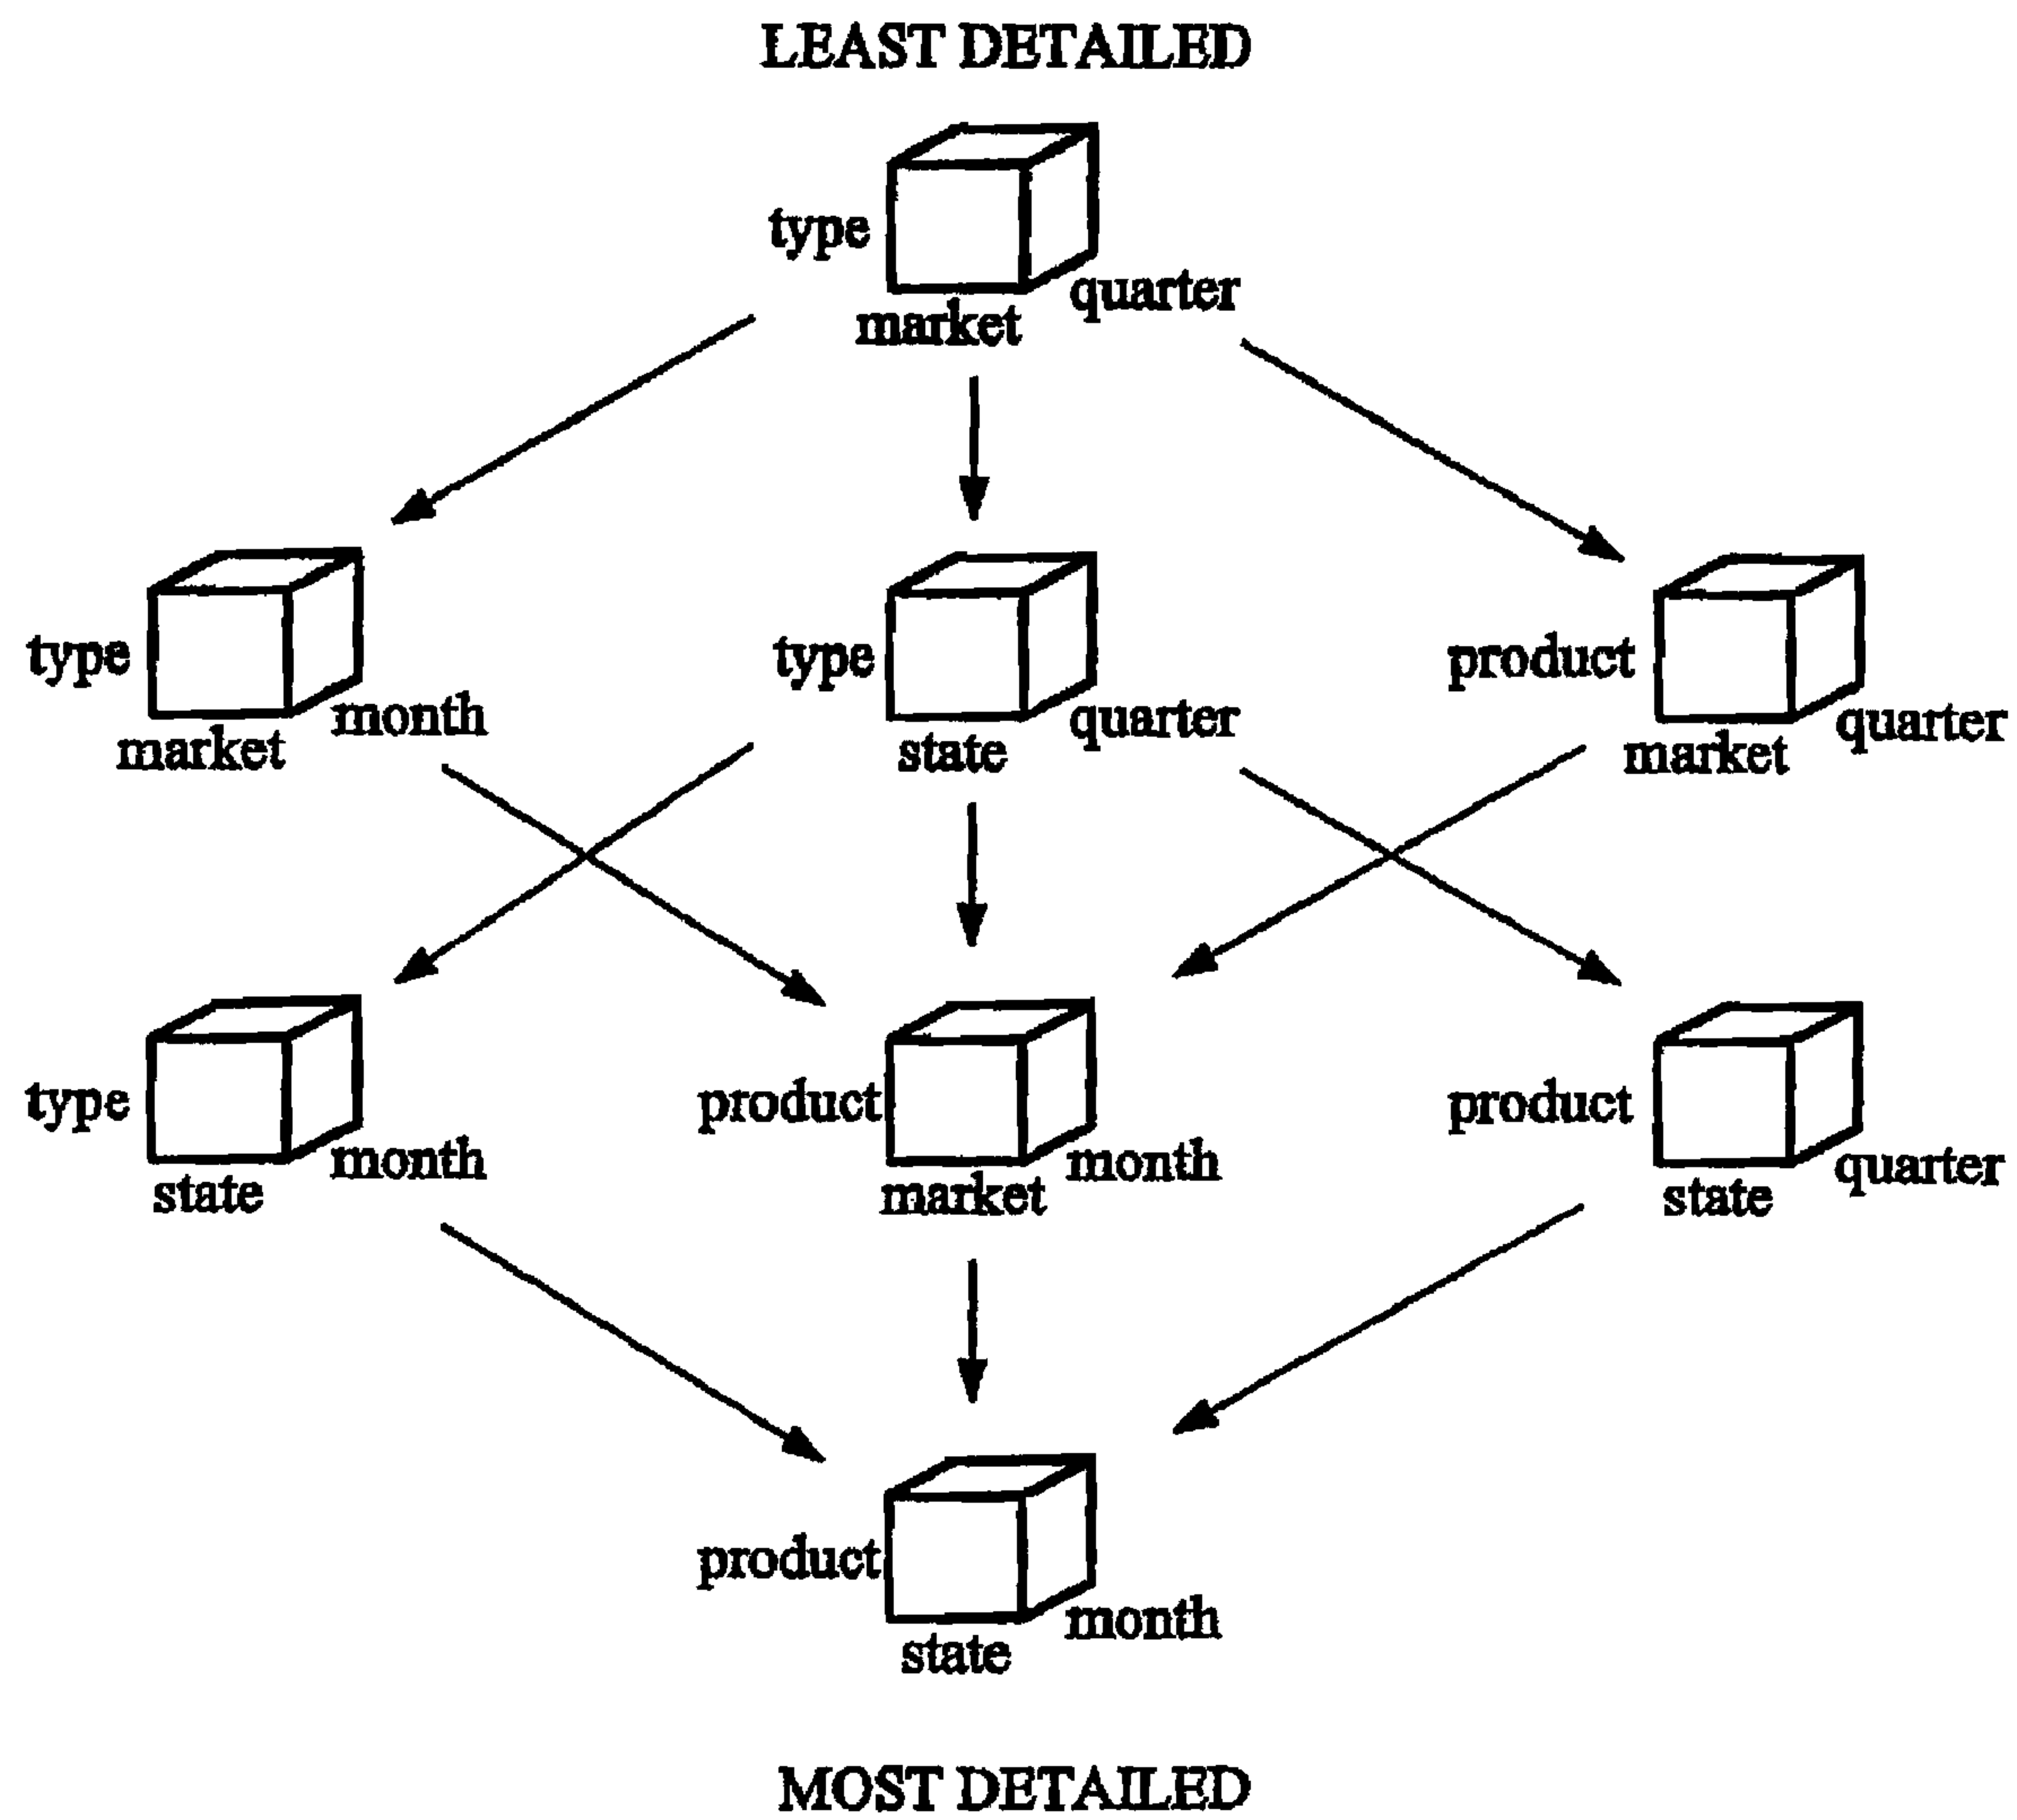 LEAST DETAILED
type
quarter
market
type
month
market
type
quarter
state
product
quarter
market
type
month
state
product
month
market
product
quarter
state
product
month
state
MOST DETAILED